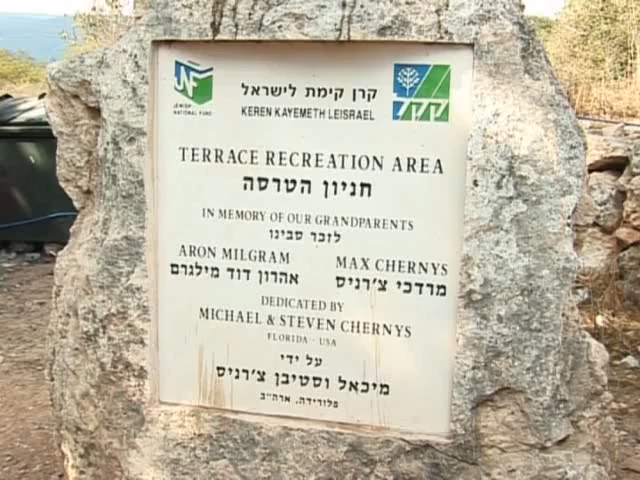 JNF
JEWISH
NATIONAL FUND
קרן קימת לישראל
KEREN KAYEMETH LEISRAEL
קקל
TERRACE RECREATION AREA
חניון הטרסה
IN MEMORY OF OUR GRANDPARENTS
לזכר סבינו
ARON MILGRAM MAX CHERNYS
אהרון דוד מילגרם מרדכי צ'רניס
DEDICATED BY
MICHAEL & STEVEN CHERNYS
FLORIDA - USA
על ידי
מיכאל וסטיבן צ'רניס
פלורידה, ארה"ב